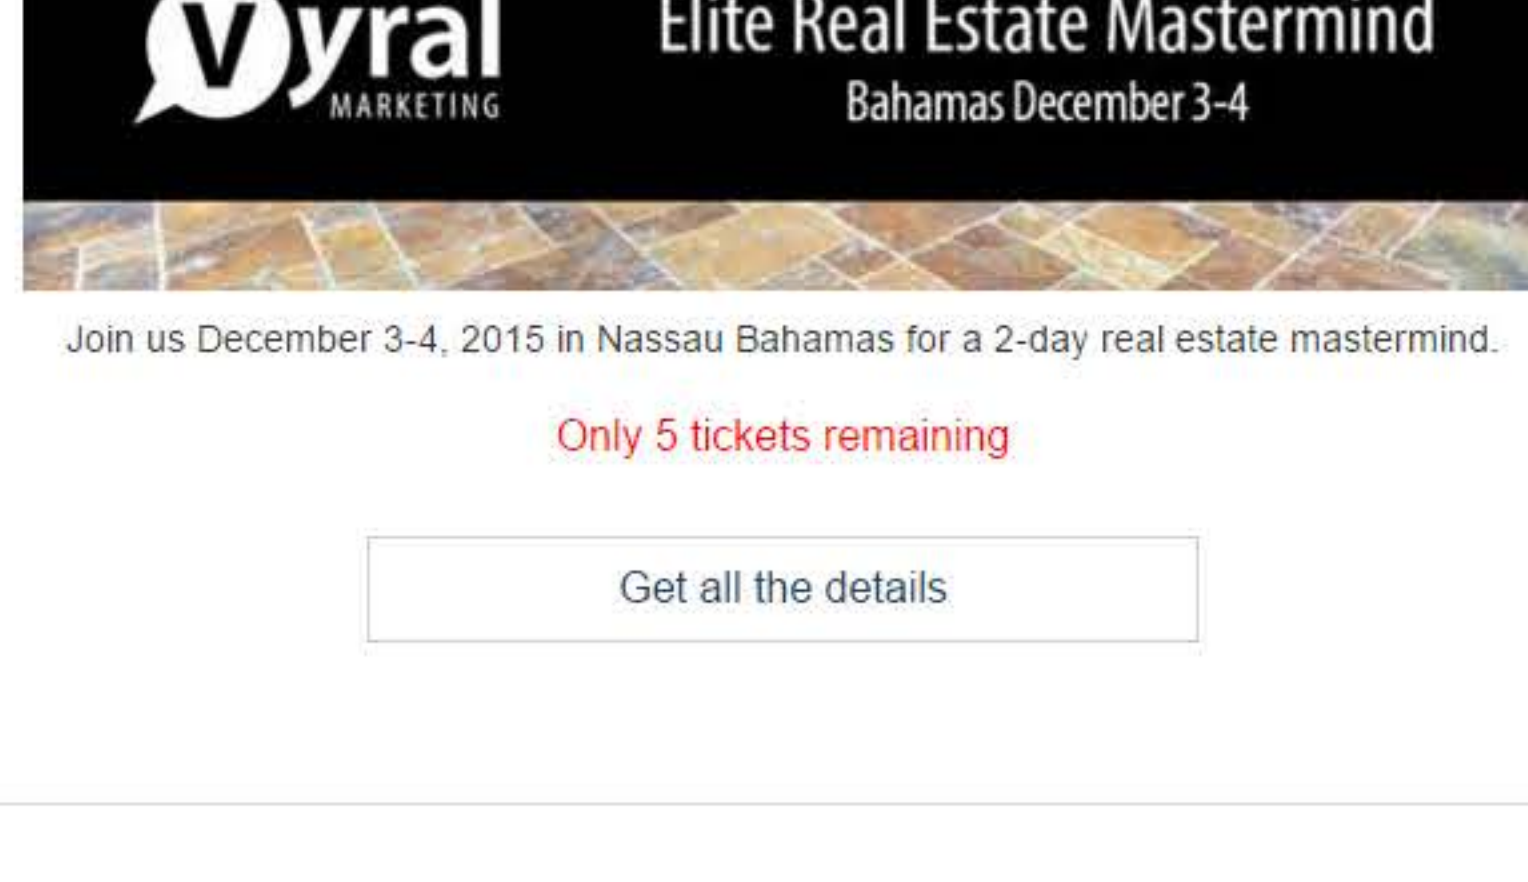 Vyral
MARKETING
Elite Real Estate Mastermind
Bahamas December 3-4
Join us December 3-4, 2015 in Nassau Bahamas for a 2-day real estate mastermind.
Only 5 tickets remaining
Get all the details